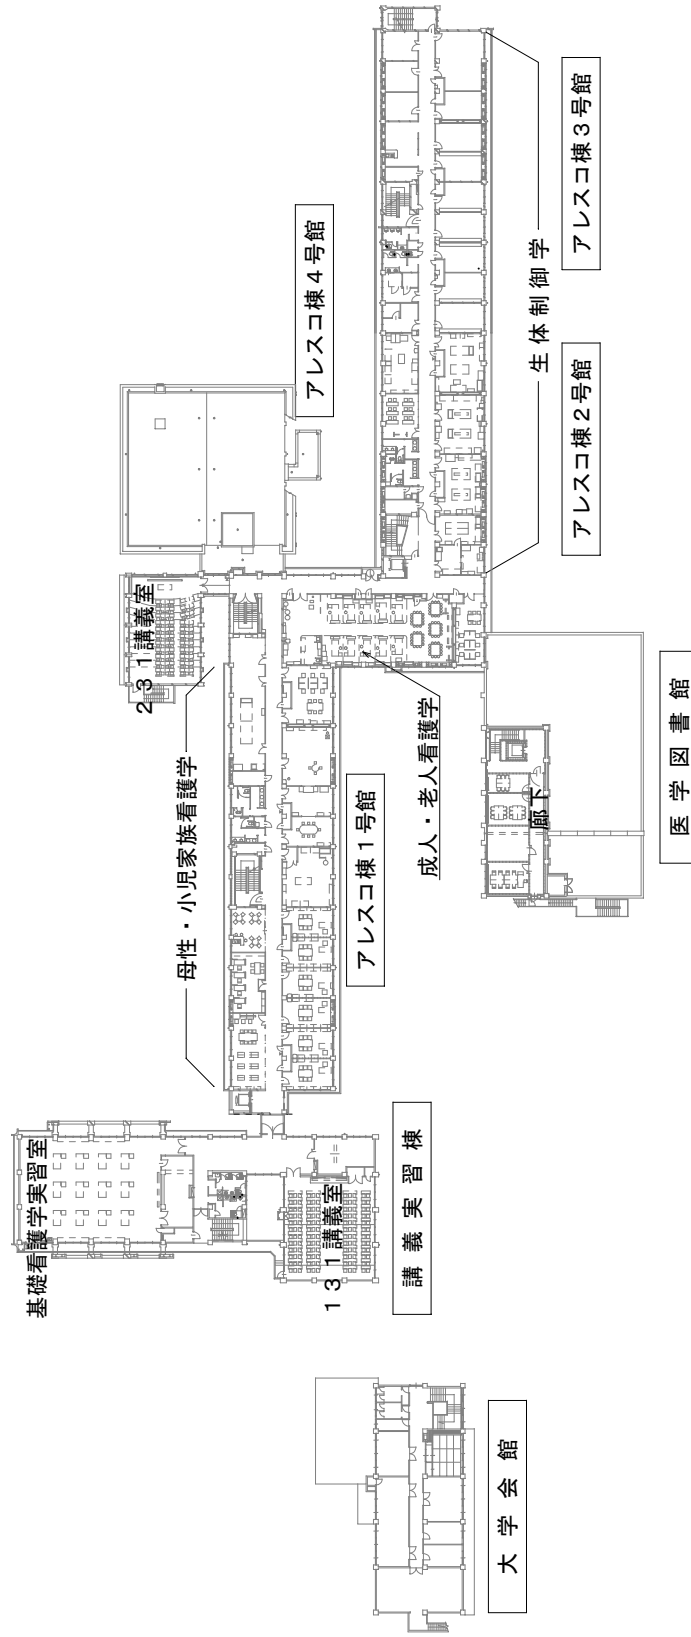 基礎看護学実習室
131講義室
講義実習棟
大学会館
231講義室
母性・小児家族看護学
アレスコ棟1号館
成人・老人看護学
廊下
医学図書館
アレスコ棟4号館
生体制御学
アレスコ棟2号館
アレスコ棟3号館